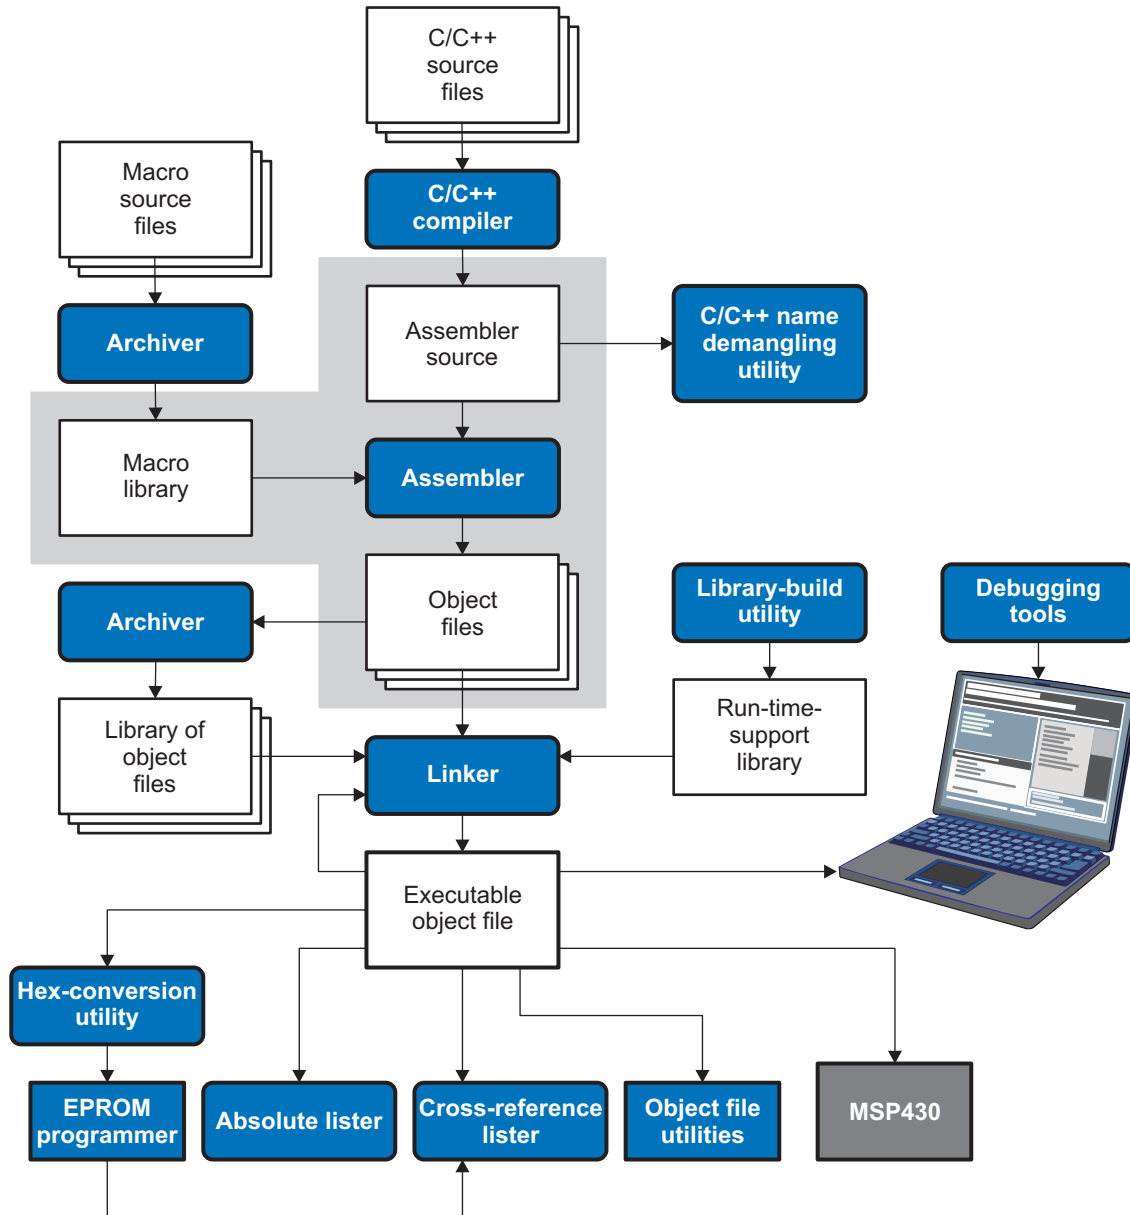 C/C++
source
files
Macro
source
files
C/C++
compiler
Archiver
Assembler
source
C/C++ name
demangling
utility
Macro
library
Assembler
Archiver
Object
files
Library-build
utility
Debugging
tools
Library of
object
files
Linker
Run-time-
support
library
Executable
object file
Hex-conversion
utility
EPROM
programmer
Absolute lister
Cross-reference
lister
Object file
utilities
MSP430